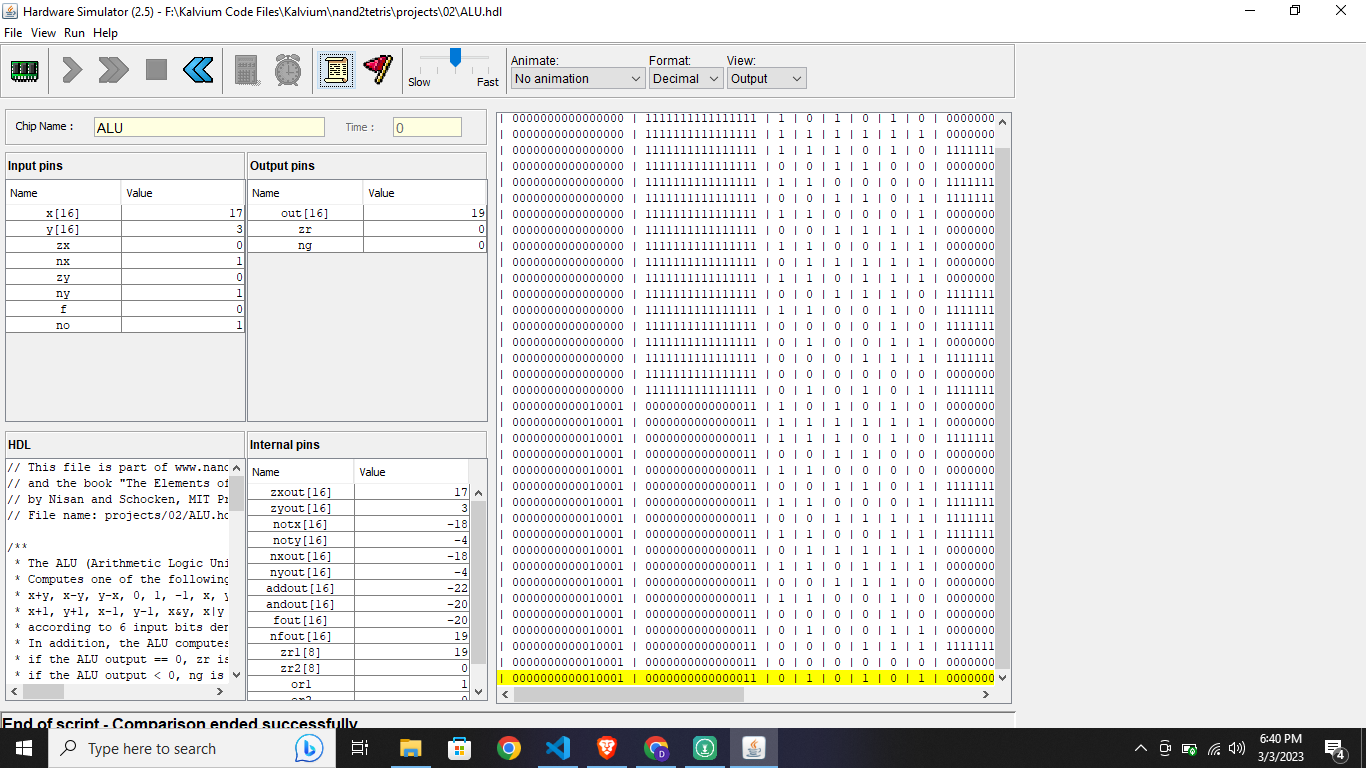 Hardware Simulator (2.5) - F:\Kalvium Code Files\Kalvium\nand2tetris\projects\02\ALU.hdl
File View Run Help
Slow Fast
Animate: Format: View:
No animation Decimal Output
Chip Name : ALU Time : 0
Input pins
Name Value
x[16] 17
y[16] 3
zx 0
nx 1
zy 0
ny 1
f 0
no 1
Output pins
Name Value
out[16] 19
zr 0
ng 0
HDL
// This file is part of www.nand
// and the book "The Elements of
// by Nisan and Schocken, MIT Pr
// File name: projects/02/ALU.hd
/**
* The ALU (Arithmetic Logic Uni
* Computes one of the following
* x+y, x-y, y-x, 0, 1, -1, x, y
* x+1, y+1, x-1, y-1, x&y, x|y
* according to 6 input bits den
* In addition, the ALU computes
* if the ALU output == 0, zr is
* if the ALU output < 0, ng is
Internal pins
Name Value
zxout[16] 17
zyout[16] 3
notx[16] -18
noty[16] -4
nxout[16] -18
nyout[16] -4
addout[16] -22
andout[16] -20
fout[16] -20
nfout[16] 19
zr1[8] 19
zr2[8] 0
or1 1
or2 0
| 0000000000000000 | 1111111111111111 | 1 | 0 | 1 | 0 | 1 | 0 | 0000000
| 0000000000000000 | 1111111111111111 | 1 | 1 | 1 | 1 | 1 | 1 | 0000000
| 0000000000000000 | 1111111111111111 | 1 | 1 | 1 | 0 | 1 | 0 | 1111111
| 0000000000000000 | 1111111111111111 | 0 | 0 | 1 | 1 | 0 | 0 | 0000000
| 0000000000000000 | 1111111111111111 | 1 | 1 | 0 | 0 | 0 | 0 | 1111111
| 0000000000000000 | 1111111111111111 | 0 | 0 | 1 | 1 | 0 | 1 | 1111111
| 0000000000000000 | 1111111111111111 | 1 | 1 | 0 | 0 | 0 | 1 | 0000000
| 0000000000000000 | 1111111111111111 | 0 | 0 | 1 | 1 | 1 | 1 | 0000000
| 0000000000000000 | 1111111111111111 | 1 | 1 | 0 | 0 | 1 | 1 | 0000000
| 0000000000000000 | 1111111111111111 | 0 | 1 | 1 | 1 | 1 | 1 | 0000000
| 0000000000000000 | 1111111111111111 | 1 | 1 | 0 | 1 | 1 | 1 | 0000000
| 0000000000000000 | 1111111111111111 | 0 | 0 | 1 | 1 | 1 | 0 | 1111111
| 0000000000000000 | 1111111111111111 | 1 | 1 | 0 | 0 | 1 | 0 | 1111111
| 0000000000000000 | 1111111111111111 | 0 | 0 | 0 | 0 | 1 | 0 | 1111111
| 0000000000000000 | 1111111111111111 | 0 | 1 | 0 | 0 | 1 | 1 | 0000000
| 0000000000000000 | 1111111111111111 | 0 | 0 | 0 | 1 | 1 | 1 | 1111111
| 0000000000000000 | 1111111111111111 | 0 | 0 | 0 | 0 | 0 | 0 | 0000000
| 0000000000000000 | 1111111111111111 | 0 | 1 | 0 | 1 | 0 | 1 | 1111111
| 0000000000010001 | 0000000000000011 | 1 | 0 | 1 | 0 | 1 | 0 | 0000000
| 0000000000010001 | 0000000000000011 | 1 | 1 | 1 | 1 | 1 | 1 | 0000000
| 0000000000010001 | 0000000000000011 | 1 | 1 | 1 | 0 | 1 | 0 | 1111111
| 0000000000010001 | 0000000000000011 | 0 | 0 | 1 | 1 | 0 | 0 | 0000000
| 0000000000010001 | 0000000000000011 | 1 | 1 | 0 | 0 | 0 | 0 | 0000000
| 0000000000010001 | 0000000000000011 | 0 | 0 | 1 | 1 | 0 | 1 | 1111111
| 0000000000010001 | 0000000000000011 | 1 | 1 | 0 | 0 | 0 | 1 | 1111111
| 0000000000010001 | 0000000000000011 | 0 | 0 | 1 | 1 | 1 | 1 | 1111111
| 0000000000010001 | 0000000000000011 | 1 | 1 | 0 | 0 | 1 | 1 | 1111111
| 0000000000010001 | 0000000000000011 | 0 | 1 | 1 | 1 | 1 | 1 | 0000000
| 0000000000010001 | 0000000000000011 | 1 | 1 | 0 | 1 | 1 | 1 | 0000000
| 0000000000010001 | 0000000000000011 | 0 | 0 | 1 | 1 | 1 | 0 | 0000000
| 0000000000010001 | 0000000000000011 | 1 | 1 | 0 | 0 | 1 | 0 | 0000000
| 0000000000010001 | 0000000000000011 | 0 | 0 | 0 | 0 | 1 | 0 | 0000000
| 0000000000010001 | 0000000000000011 | 0 | 1 | 0 | 0 | 1 | 1 | 0000000
| 0000000000010001 | 0000000000000011 | 0 | 0 | 0 | 1 | 1 | 1 | 1111111
| 0000000000010001 | 0000000000000011 | 0 | 0 | 0 | 0 | 0 | 0 | 0000000
| 0000000000010001 | 0000000000000011 | 0 | 1 | 0 | 1 | 0 | 1 | 0000000
End of script - Comparison ended successfully
Type here to search
6:40 PM
3/3/2023
4